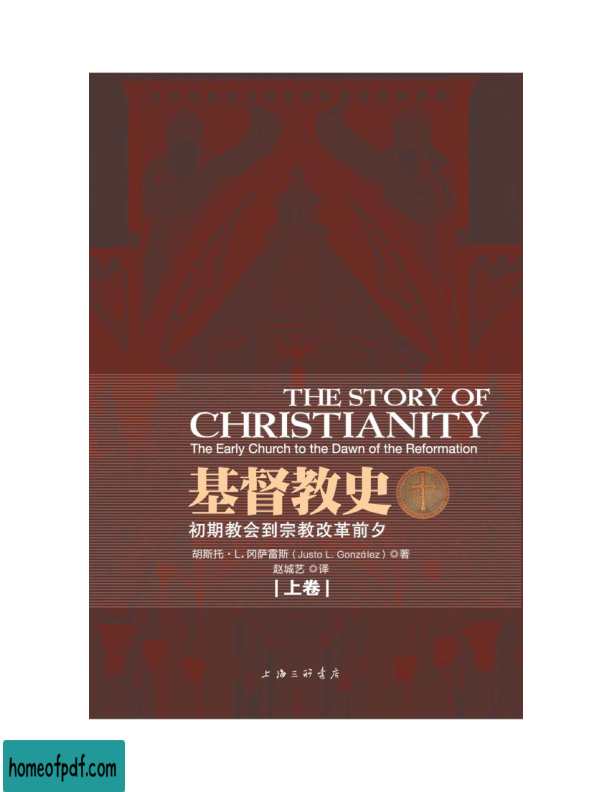 THE STORY OF
CHRISTIANITY
The Early Church to the Dawn of the Reformation
基督教史
初期教会到宗教改革前夕
胡斯托·L.冈萨雷斯（Justo L. González）◎著
赵城艺 ◎译
|上卷|
上海三联书店
homeofpdf.com